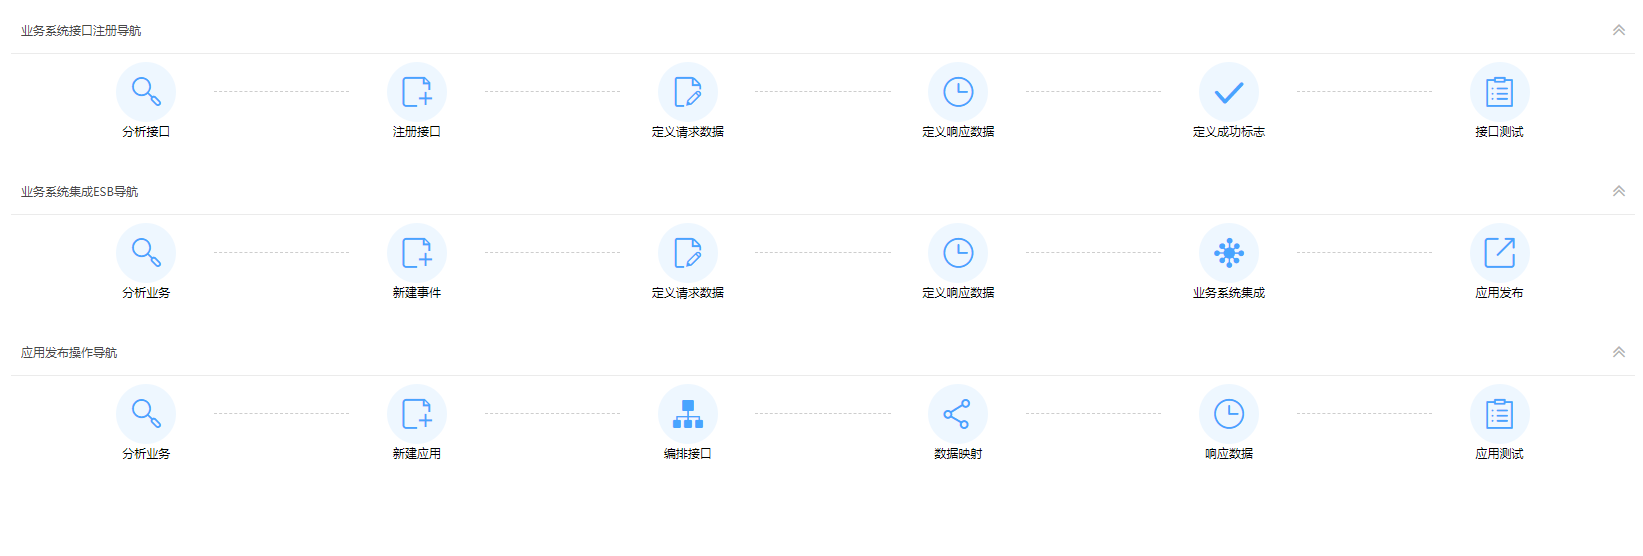 业务系统接口注册导航
分析接口 注册接口 定义请求数据 定义响应数据 定义成功标志 接口测试
业务系统集成ESB导航
分析业务 新建事件 定义请求数据 定义响应数据 业务系统集成 应用发布
应用发布操作导航
分析业务 新建应用 编排接口 数据映射 响应数据 应用测试